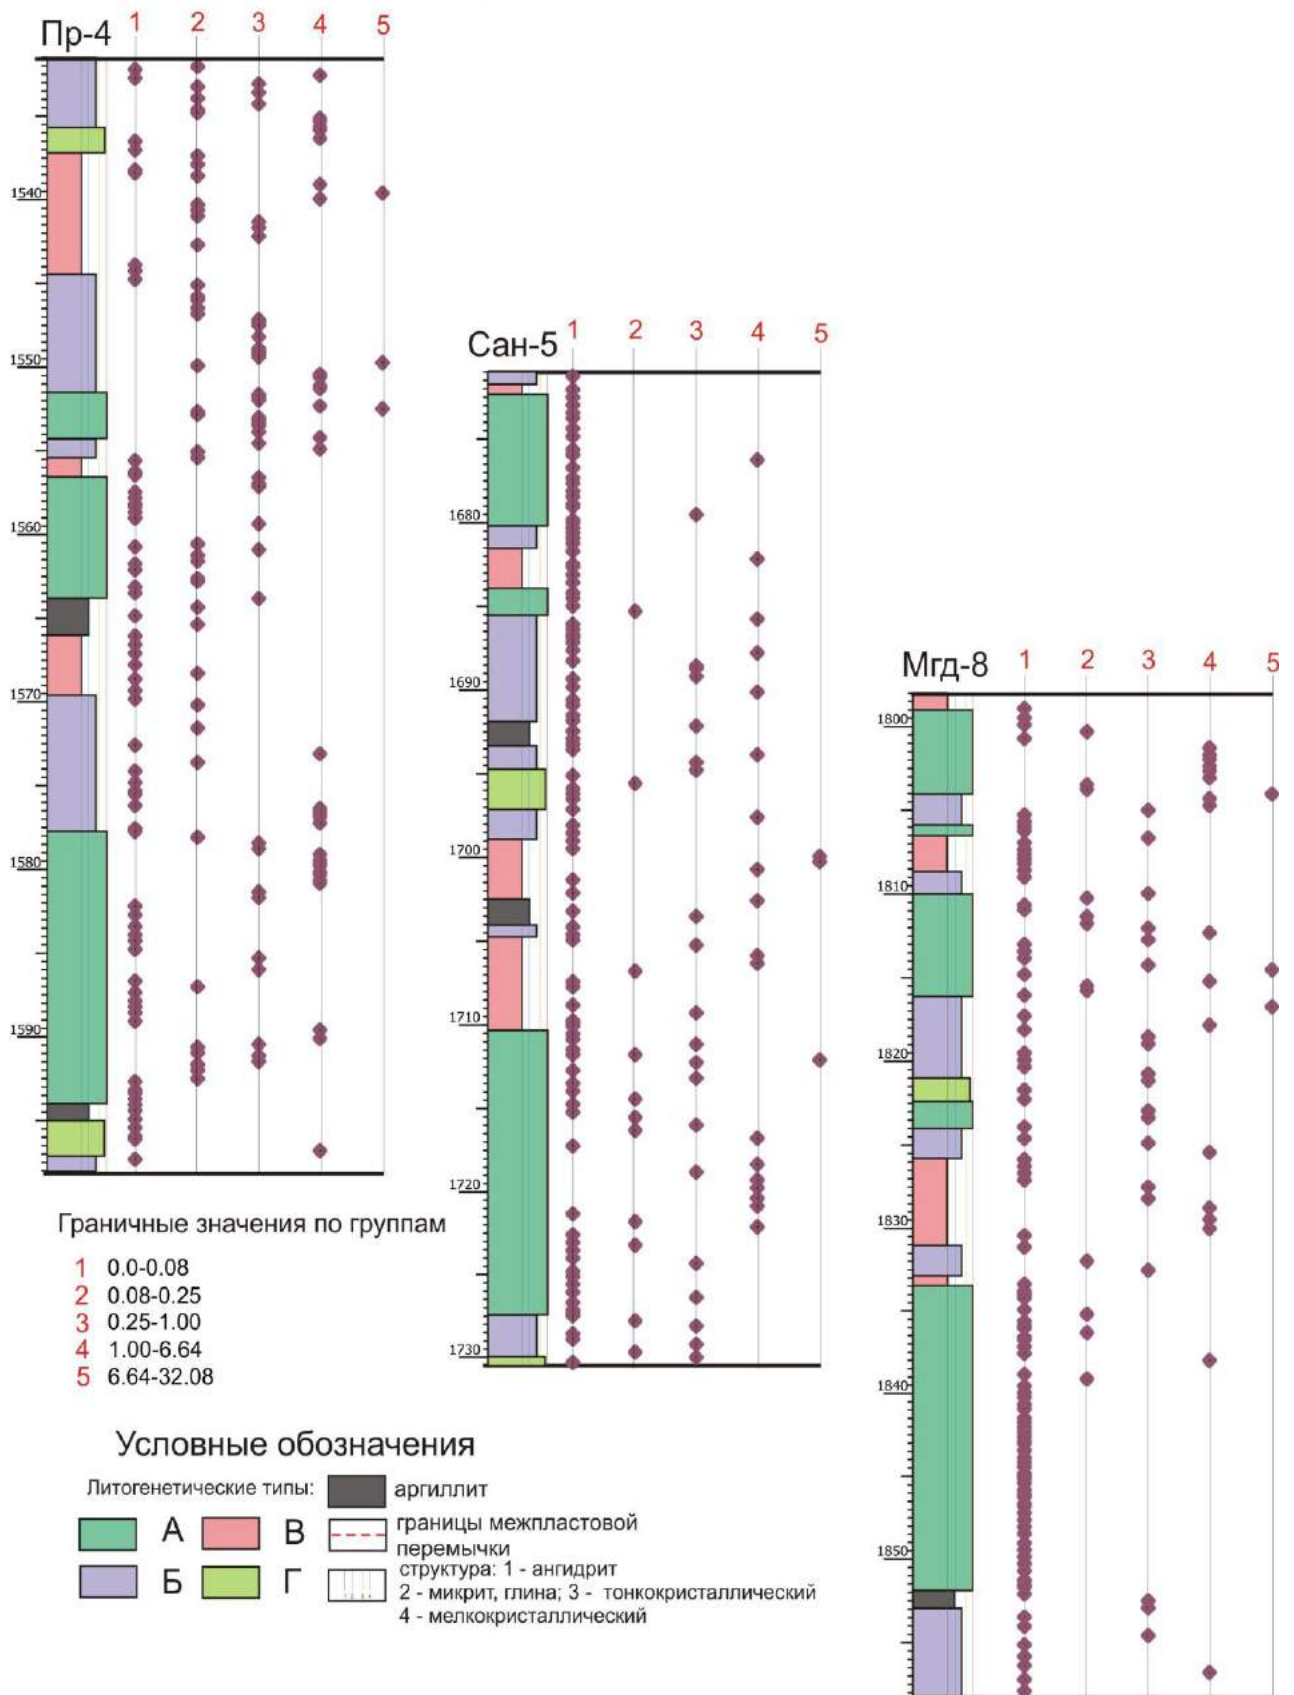 Пр-4
1 2 3 4 5
1540
1550
1560
1570
1580
1590
Сан-5
1 2 3 4 5
1680
1690
1700
1710
1720
1730
Мгд-8
1 2 3 4 5
1800
1810
1820
1830
1840
1850
Граничные значения по группам
1 0.0-0.08
2 0.08-0.25
3 0.25-1.00
4 1.00-6.64
5 6.64-32.08
Условные обозначения
Литогенетические типы:
А
В
Б
Г
аргиллит
границы межпластовой
перемычки
структура: 1 - ангидрит
2 - микрит, глина; 3 - тонкокристаллический
4 - мелкокристаллический